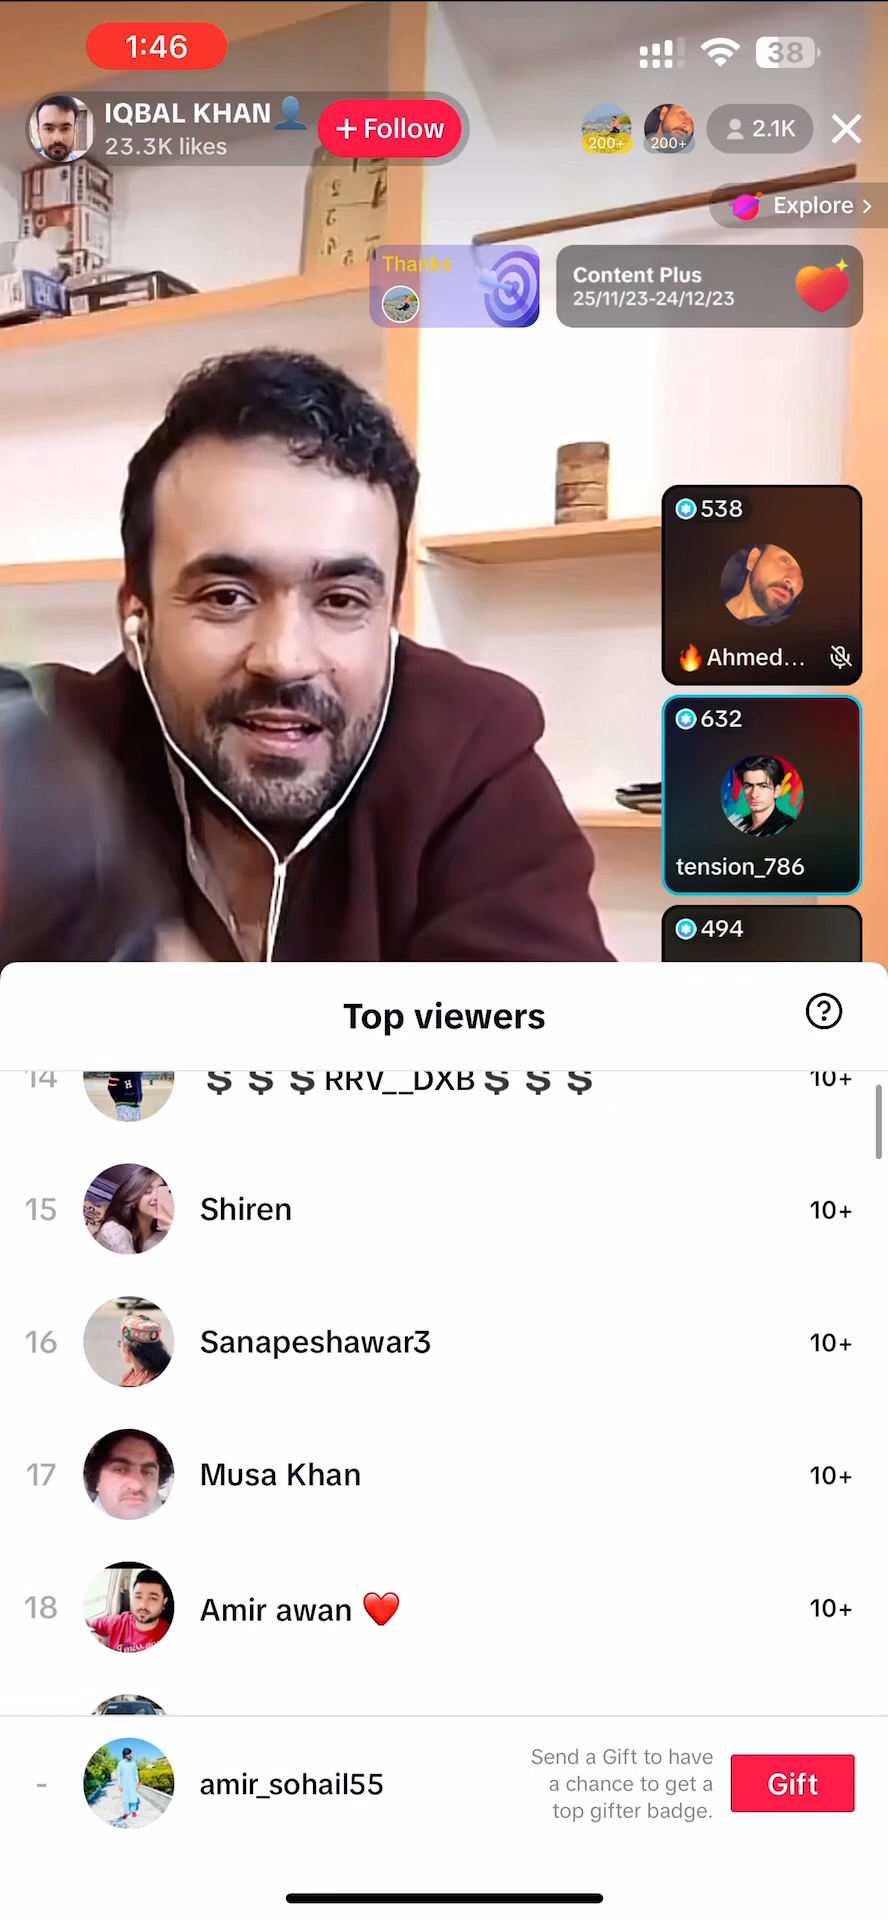 1:46
38
IQBAL KHAN
23.3K likes
+ Follow
200+
200+
2.1K
Explore >
Thanks
Content Plus
25/11/23-24/12/23
538
🔥 Ahmed...
632
tension_786
494
Top viewers
14 $ $ $ RRV__DXB $ $ $ 10+
15 Shiren 10+
16 Sanapeshawar3 10+
17 Musa Khan 10+
18 Amir awan ❤️ 10+
- amir_sohail55
Send a Gift to have
a chance to get a
top gifter badge.
Gift